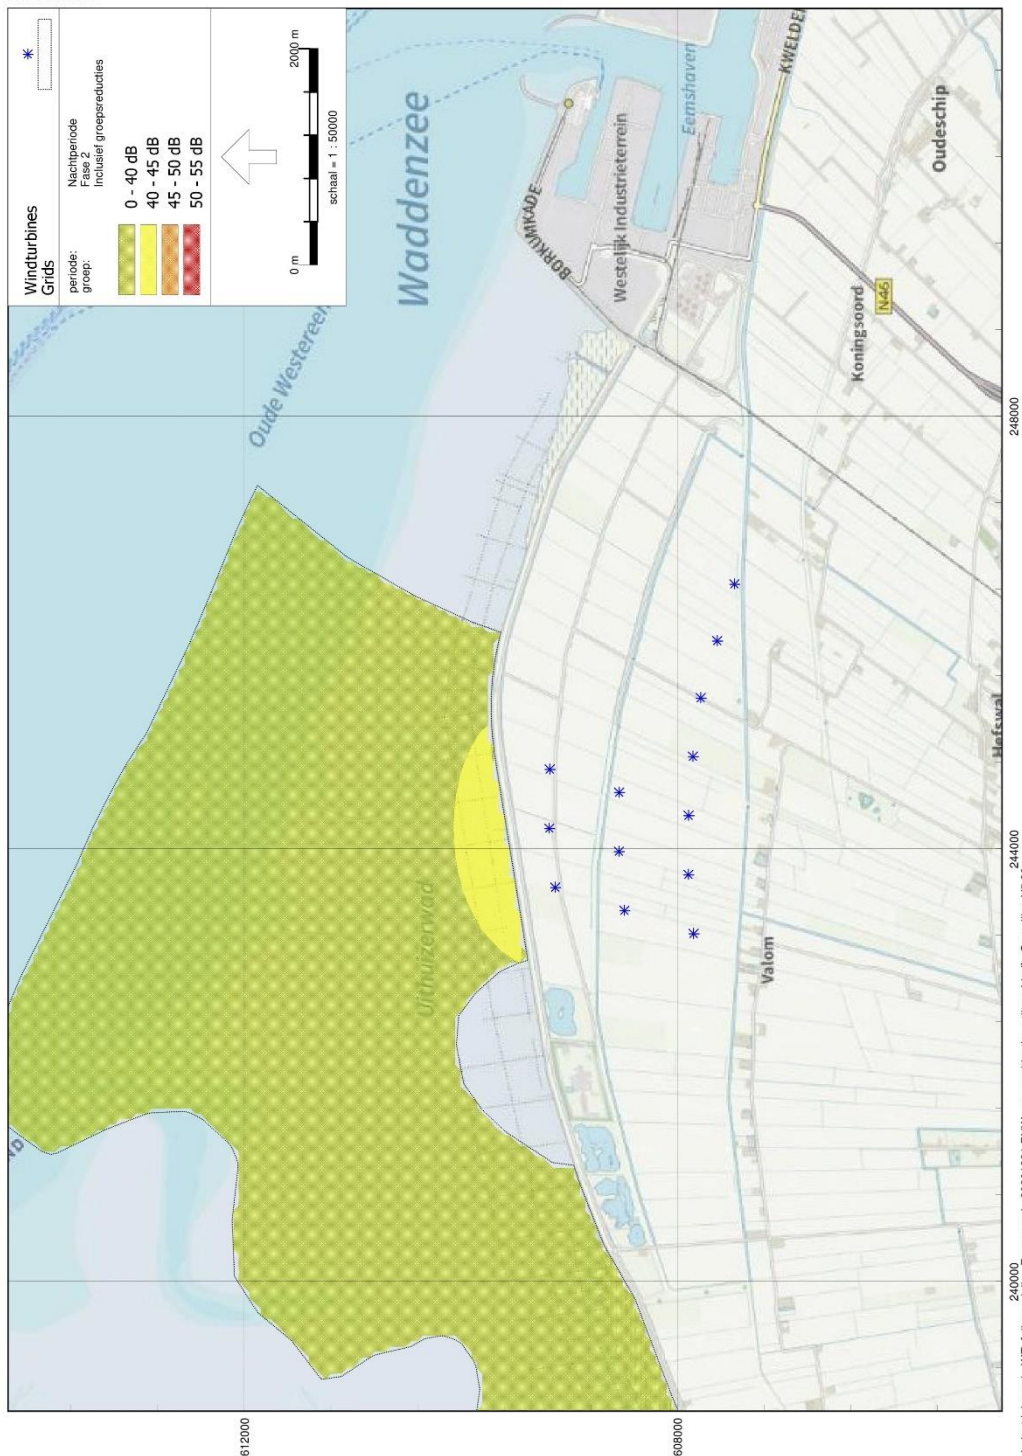 Windturbines
Grids
periode: Nachtperiode
groep: Fase 2
Inclusief groepsreducties
0 - 40 dB
40 - 45 dB
45 - 50 dB
50 - 55 dB
0 m 2000 m
schaal = 1 : 50000
Waddenzee
Oude Westereem
Eemshaven
KWELDER
BORKUMKADE
Westelijk Industrieterrein
Oudeschip
Koningsoord
N46
Uithuizerwad
Valom
Hefswal
ND
612000
608000
248000
244000
240000